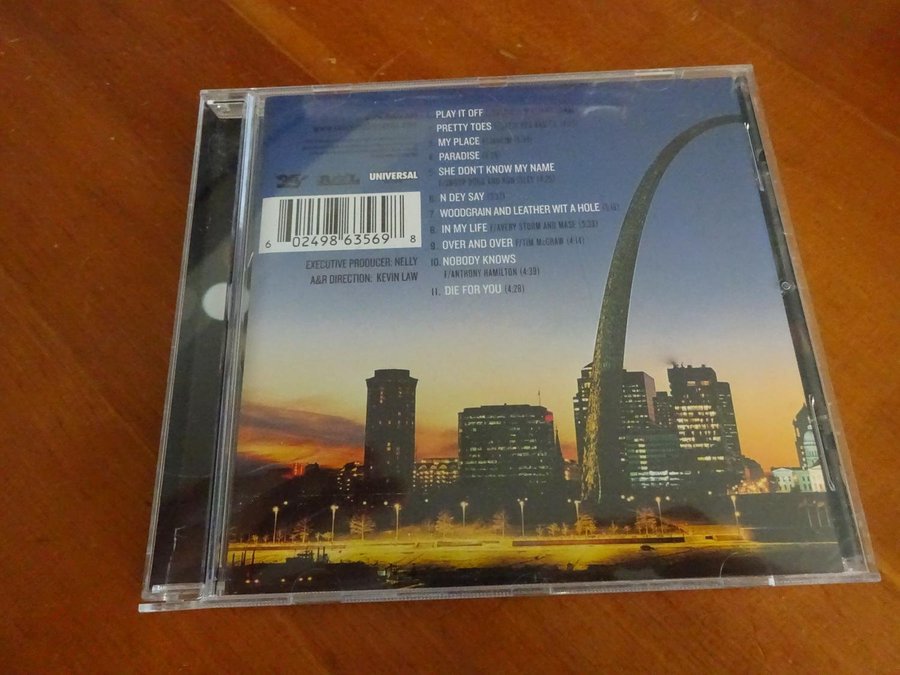 PLAY IT OFF
PRETTY TOES
MY PLACE
PARADISE
SHE DON'T KNOW MY NAME
6. N DEY SAY
7. WOODGRAIN AND LEATHER WIT A HOLE
8. IN MY LIFE F/AVERY STORM AND MASE (5:33)
9. OVER AND OVER F/TIM McGRAW (4:14)
10. NOBODY KNOWS
F/ANTHONY HAMILTON (4:39)
11. DIE FOR YOU (4:28)
UNIVERSAL
6 02498 63569 8
EXECUTIVE PRODUCER: NELLY
A&R DIRECTION: KEVIN LAW